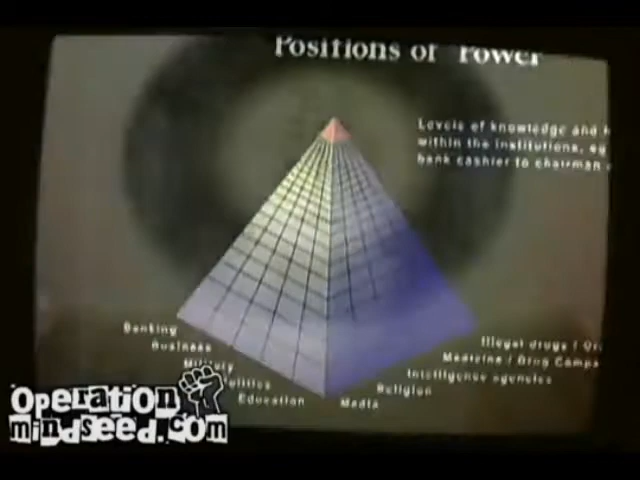 Positions of Power
Levels of knowledge and
within the institutions, eg
bank cashier to chairman
Banking
Business
Military
Politics
Education
Media
Religion
Intelligence agencies
Medicine / Drug Comps
Illegal drugs /
OPeRatiON
miNdSeed.cOm